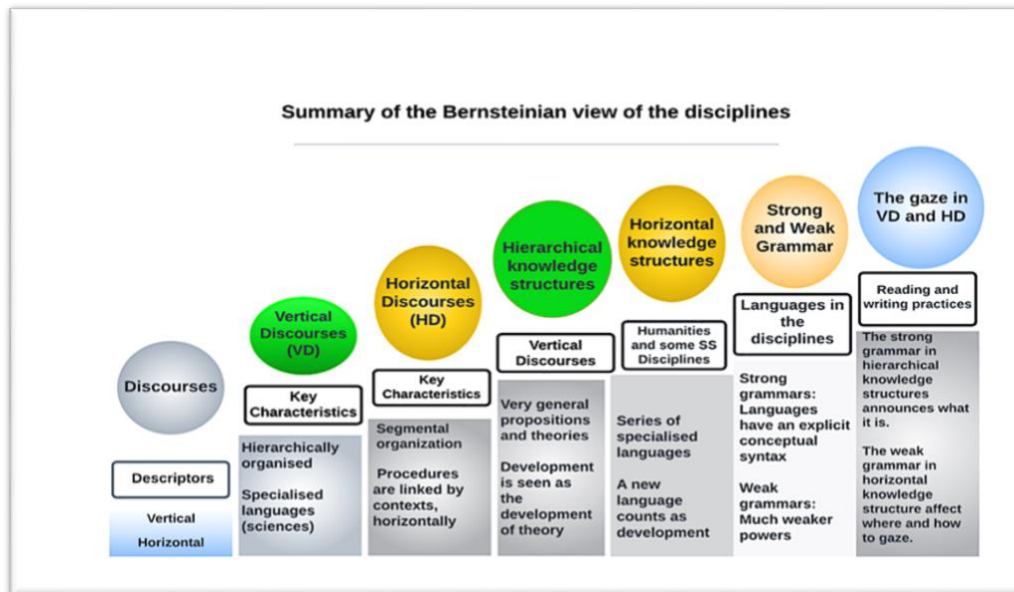 Summary of the Bernsteinian view of the disciplines
Discourses
Descriptors
Vertical
Horizontal
Vertical
Discourses
(VD)
Key
Characteristics
Hierarchically
organised
Specialised
languages
(sciences)
Horizontal
Discourses
(HD)
Key
Characteristics
Segmental
organization
Procedures
are linked by
contexts,
horizontally
Hierarchical
knowledge
structures
Vertical
Discourses
Very general
propositions
and theories
Development
is seen as
the
development
of theory
Horizontal
knowledge
structures
Humanities
and some SS
Disciplines
Series of
specialised
languages
A new
language
counts as
development
Strong
and Weak
Grammar
Languages in
the
disciplines
Strong
grammars:
Languages
have an explicit
conceptual
syntax
Weak
grammars:
Much weaker
powers
The gaze in
VD and HD
Reading and
writing practices
The strong
grammar in
hierarchical
knowledge
structures
announces what
it is.
The weak
grammar in
horizontal
knowledge
structure affect
where and how
to gaze.